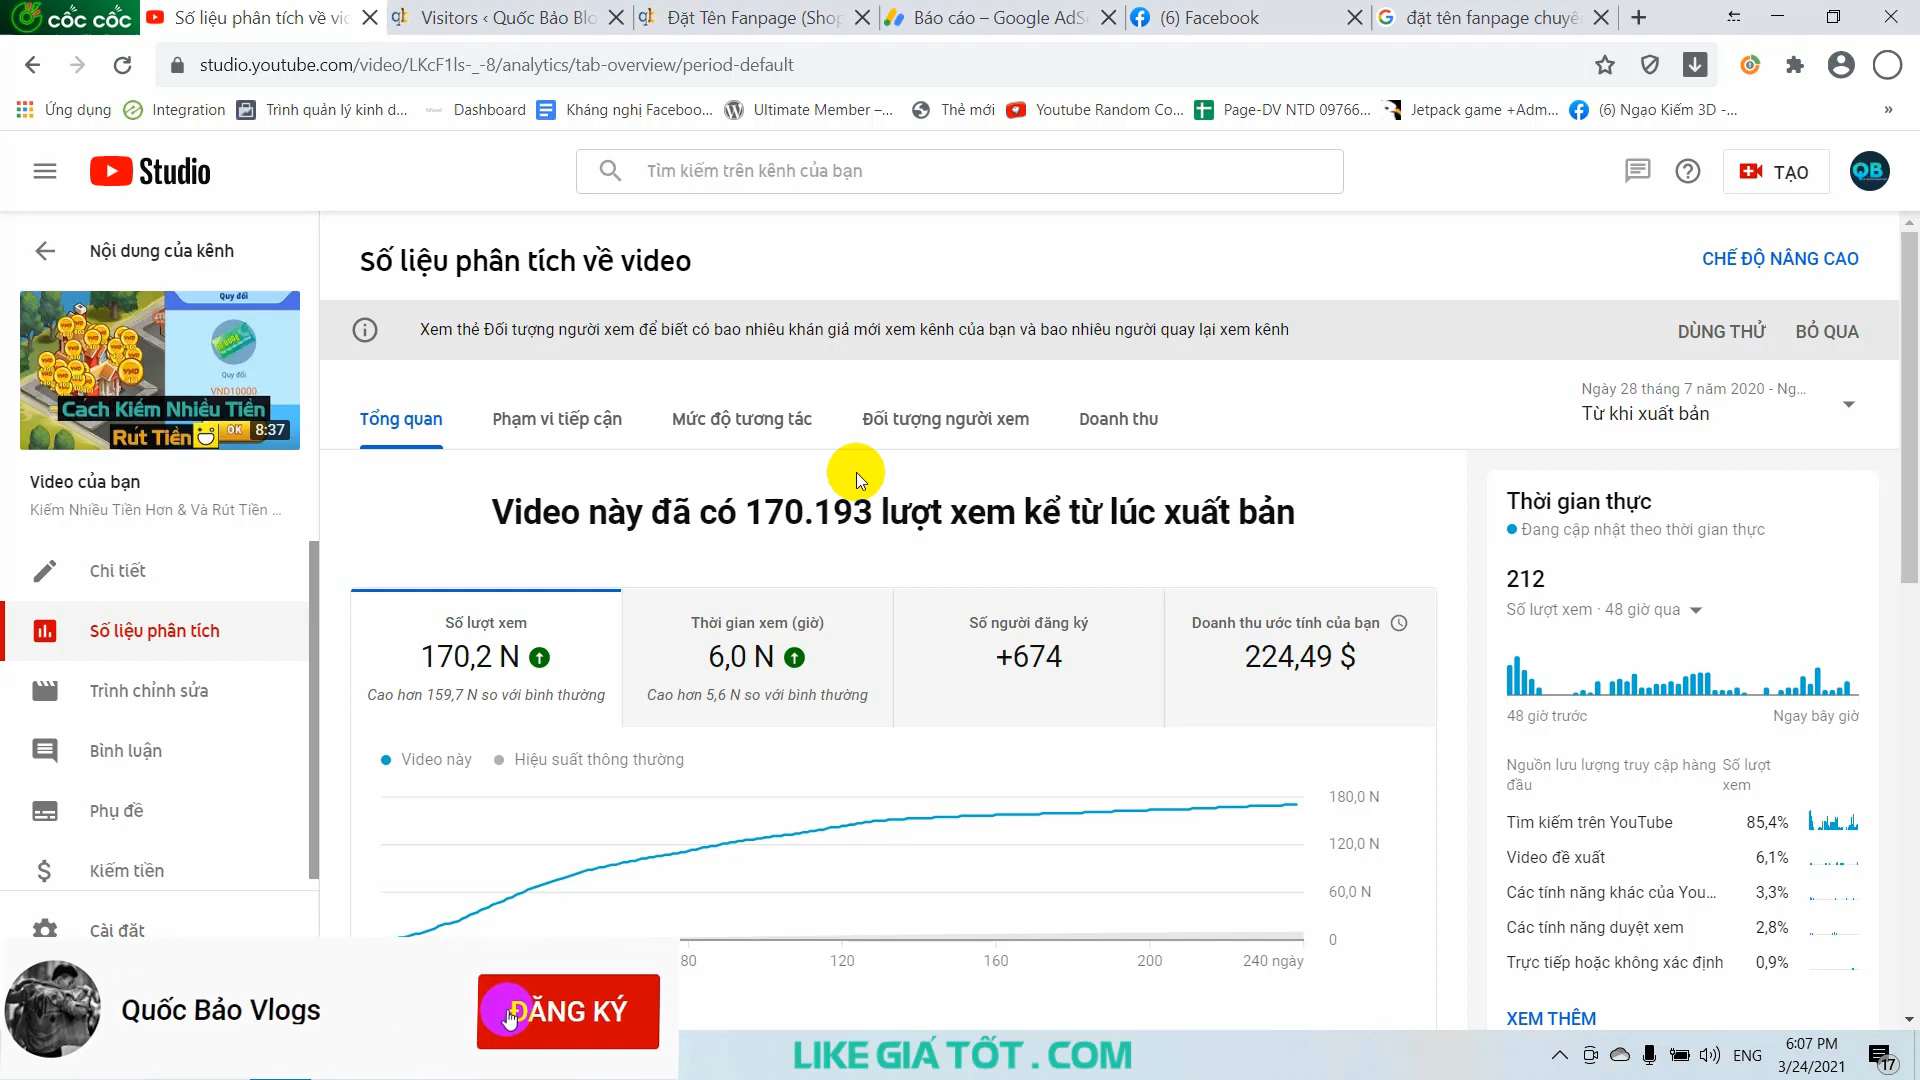 cốc cốc
Số liệu phân tích về vic
Visitors ‹ Quốc Bảo Blo
Đặt Tên Fanpage (Shop
Báo cáo – Google AdSe
(6) Facebook
đặt tên fanpage chuyê
studio.youtube.com/video/LKcF1ls-_-8/analytics/tab-overview/period-default
Ứng dụng
Integration
Trình quản lý kinh d...
Dashboard
Kháng nghị Faceboo...
Ultimate Member –...
Thẻ mới
Youtube Random Co...
Page-DV NTD 09766...
Jetpack game +Adm...
(6) Ngạo Kiếm 3D -...
»
Studio
Tìm kiếm trên kênh của bạn
TẠO
QB
Nội dung của kênh
Quy đổi
10.000₫
Quy đổi
VND10000
OK
Cách Kiếm Nhiều Tiền
Rút Tiền
8:37
Video của bạn
Kiếm Nhiều Tiền Hơn & Và Rút Tiền ...
Chi tiết
Số liệu phân tích
Trình chỉnh sửa
Bình luận
Phụ đề
Kiếm tiền
Cài đặt
Số liệu phân tích về video
CHẾ ĐỘ NÂNG CAO
Xem thẻ Đối tượng người xem để biết có bao nhiêu khán giả mới xem kênh của bạn và bao nhiêu người quay lại xem kênh
DÙNG THỬ
BỎ QUA
Tổng quan
Phạm vi tiếp cận
Mức độ tương tác
Đối tượng người xem
Doanh thu
Ngày 28 tháng 7 năm 2020 - Ng...
Từ khi xuất bản
Video này đã có 170.193 lượt xem kể từ lúc xuất bản
Số lượt xem
170,2 N
Cao hơn 159,7 N so với bình thường
Thời gian xem (giờ)
6,0 N
Cao hơn 5,6 N so với bình thường
Số người đăng ký
+674
Doanh thu ước tính của bạn
224,49 $
Video này
Hiệu suất thông thường
180,0 N
120,0 N
60,0 N
0
80
120
160
200
240 ngày
Thời gian thực
Đang cập nhật theo thời gian thực
212
Số lượt xem · 48 giờ qua
48 giờ trước
Ngay bây giờ
Nguồn lưu lượng truy cập hàng đầu
Số lượt xem
Tìm kiếm trên YouTube 85,4%
Video đề xuất 6,1%
Các tính năng khác của You... 3,3%
Các tính năng duyệt xem 2,8%
Trực tiếp hoặc không xác định 0,9%
XEM THÊM
Quốc Bảo Vlogs
ĐĂNG KÝ
LIKE GIÁ TỐT . COM
ENG
6:07 PM
3/24/2021
17